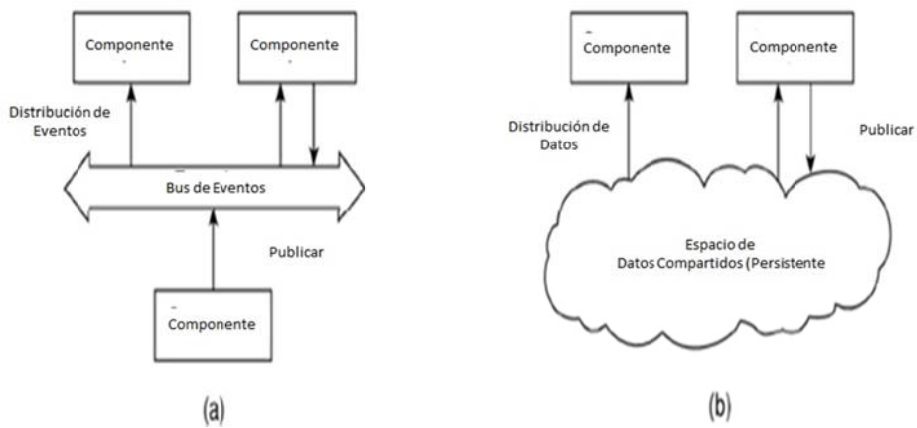 Componente
Componente
Distribución de
Eventos
Bus de Eventos
Publicar
Componente
(a)
Componente
Componente
Distribución de
Datos
Publicar
Espacio de
Datos Compartidos (Persistente
(b)